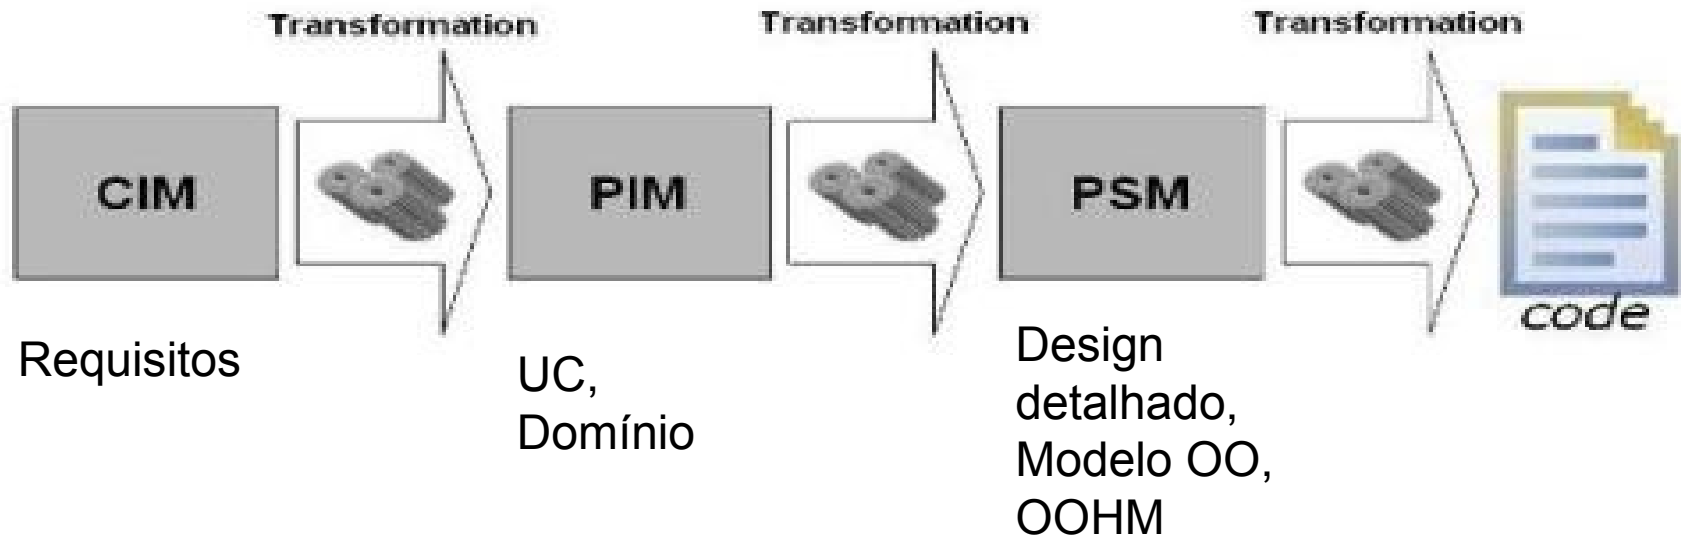 Transformation
Transformation
Transformation
CIM
PIM
PSM
code
Requisitos
UC,
Domínio
Design
detalhado,
Modelo OO,
OOHM